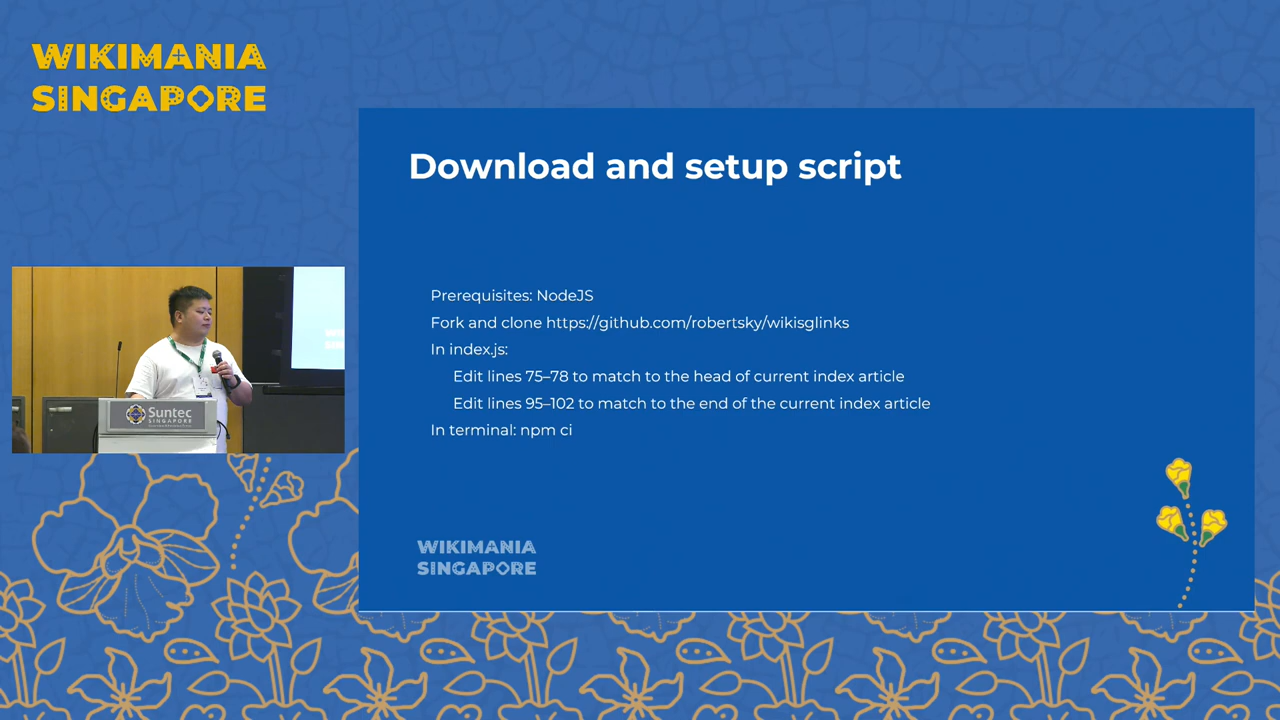 WIKIMANIA
SINGAPORE
Download and setup script
Prerequisites: NodeJS
Fork and clone https://github.com/robertsky/wikisglinks
In index.js:
Edit lines 75–78 to match to the head of current index article
Edit lines 95–102 to match to the end of the current index article
In terminal: npm ci
Suntec
SINGAPORE
WIKIMANIA
SINGAPORE